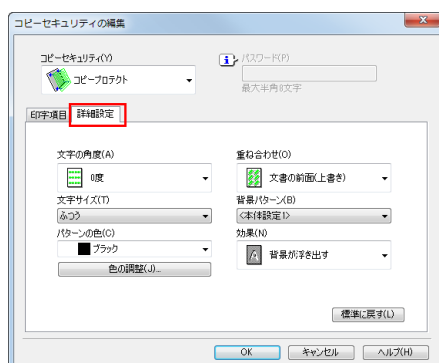 コピーセキュリティの編集
コピーセキュリティ(Y)
コピープロテクト
パスワード(P)
最大半角8文字
印字項目 詳細設定
文字の角度(A)
0度
重ね合わせ(O)
文書の前面(上書き)
文字サイズ(T)
ふつう
背景パターン(B)
<本体設定1>
パターンの色(C)
ブラック
効果(N)
A 背景が浮き出す
色の調整(J)...
標準に戻す(L)
OK キャンセル ヘルプ(H)